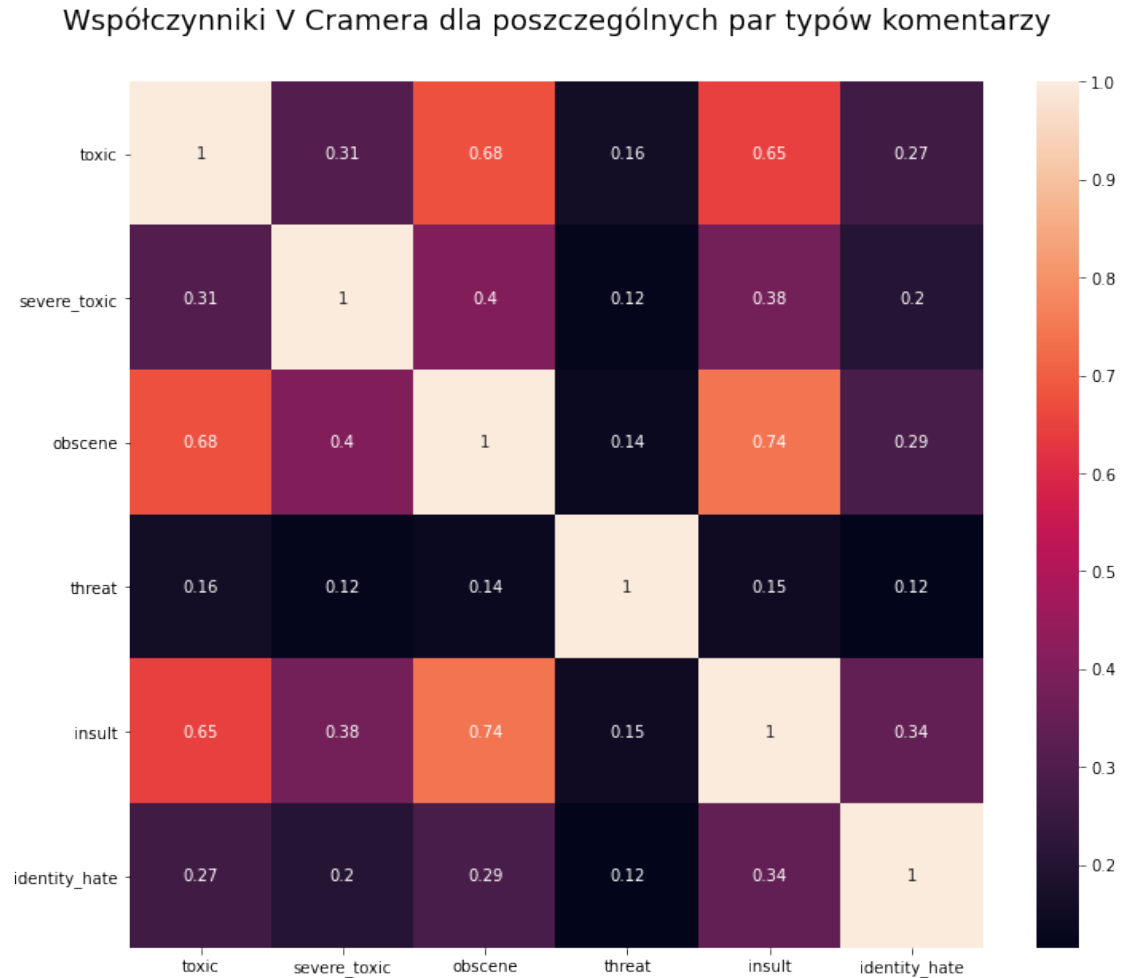 Współczynniki V Cramera dla poszczególnych par typów komentarzy
1.0
toxic 1 0.31 0.68 0.16 0.65 0.27
0.9
severe_toxic 0.31 1 0.4 0.12 0.38 0.2
0.8
0.7
obscene 0.68 0.4 1 0.14 0.74 0.29
0.6
threat 0.16 0.12 0.14 1 0.15 0.12
0.5
0.4
insult 0.65 0.38 0.74 0.15 1 0.34
0.3
identity_hate 0.27 0.2 0.29 0.12 0.34 1
0.2
toxic severe_toxic obscene threat insult identity_hate